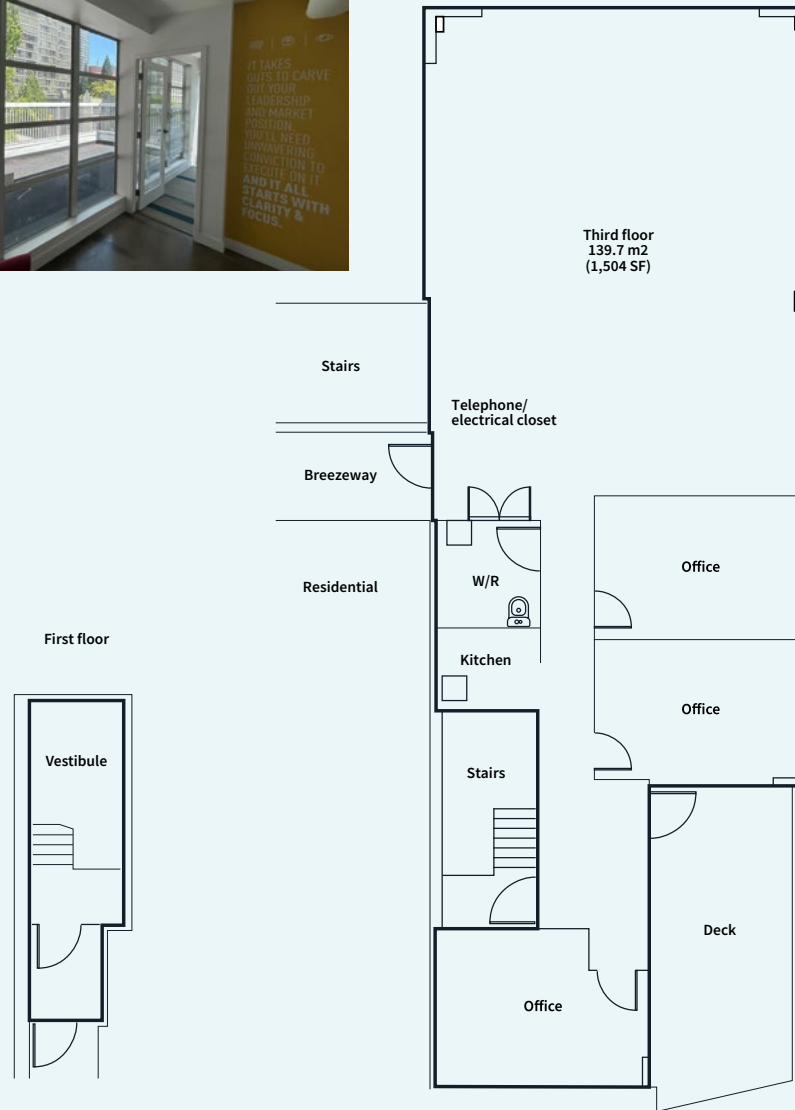 IT TAKES
GUTS TO CARVE
OUT YOUR
LEADERSHIP
AND MARKET
POSITION.
YOU'LL NEED
UNWAVERING
CONVICTION TO
EXECUTE ON IT
AND IT ALL
STARTS WITH
CLARITY &
FOCUS.
Third floor
139.7 m2
(1,504 SF)
Stairs
Telephone/
electrical closet
Breezeway
Office
W/R
Residential
First floor
Kitchen
Office
Vestibule
Stairs
Deck
Office